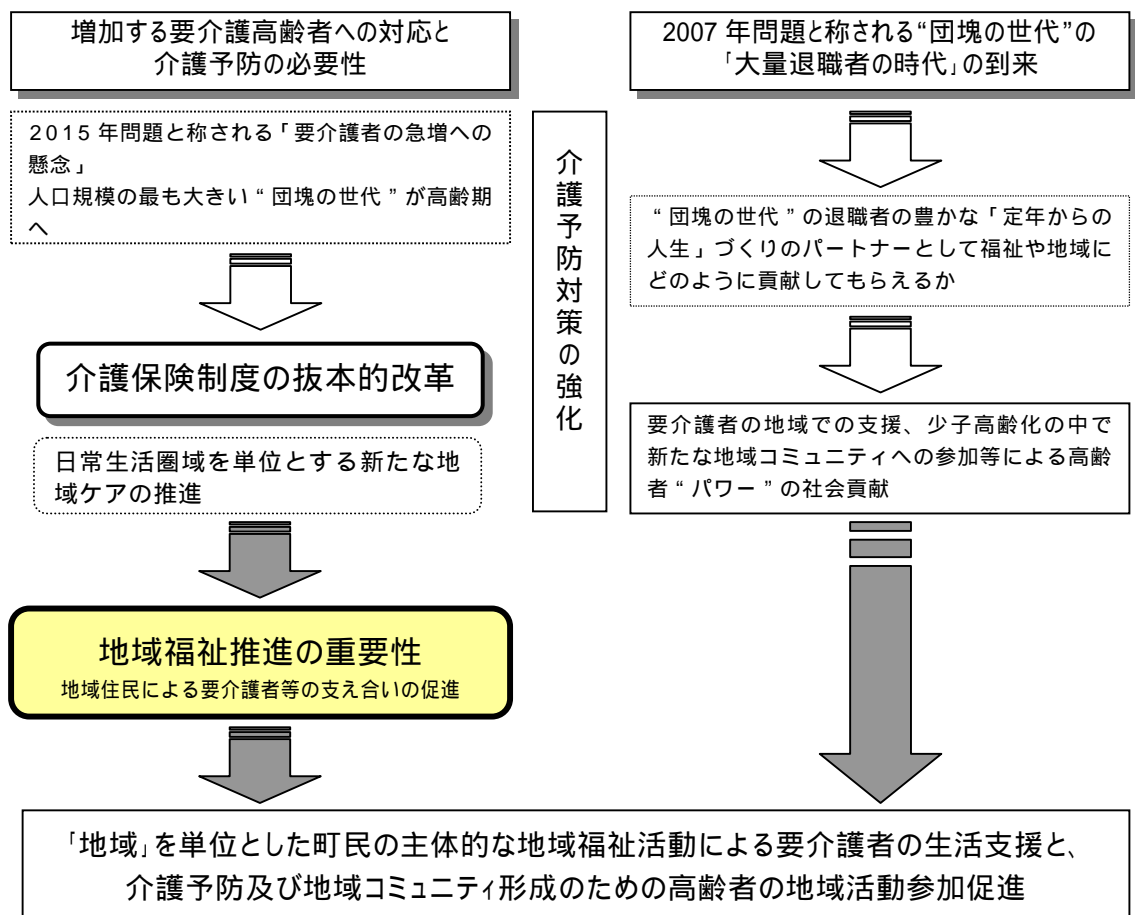 増加する要介護高齢者への対応と
介護予防の必要性
2015年問題と称される「要介護者の急増への
懸念」
人口規模の最も大きい“団塊の世代”が高齢期
へ
介護保険制度の抜本的改革
日常生活圏域を単位とする新たな地
域ケアの推進
地域福祉推進の重要性
地域住民による要介護者等の支え合いの促進
介護予防対策の強化
2007年問題と称される“団塊の世代”の
「大量退職者の時代」の到来
“団塊の世代”の退職者の豊かな「定年からの
人生」づくりのパートナーとして福祉や地域に
どのように貢献してもらえるか
要介護者の地域での支援、少子高齢化の中で
新たな地域コミュニティへの参加等による高齢
者“パワー”の社会貢献
「地域」を単位とした町民の主体的な地域福祉活動による要介護者の生活支援と、
介護予防及び地域コミュニティ形成のための高齢者の地域活動参加促進